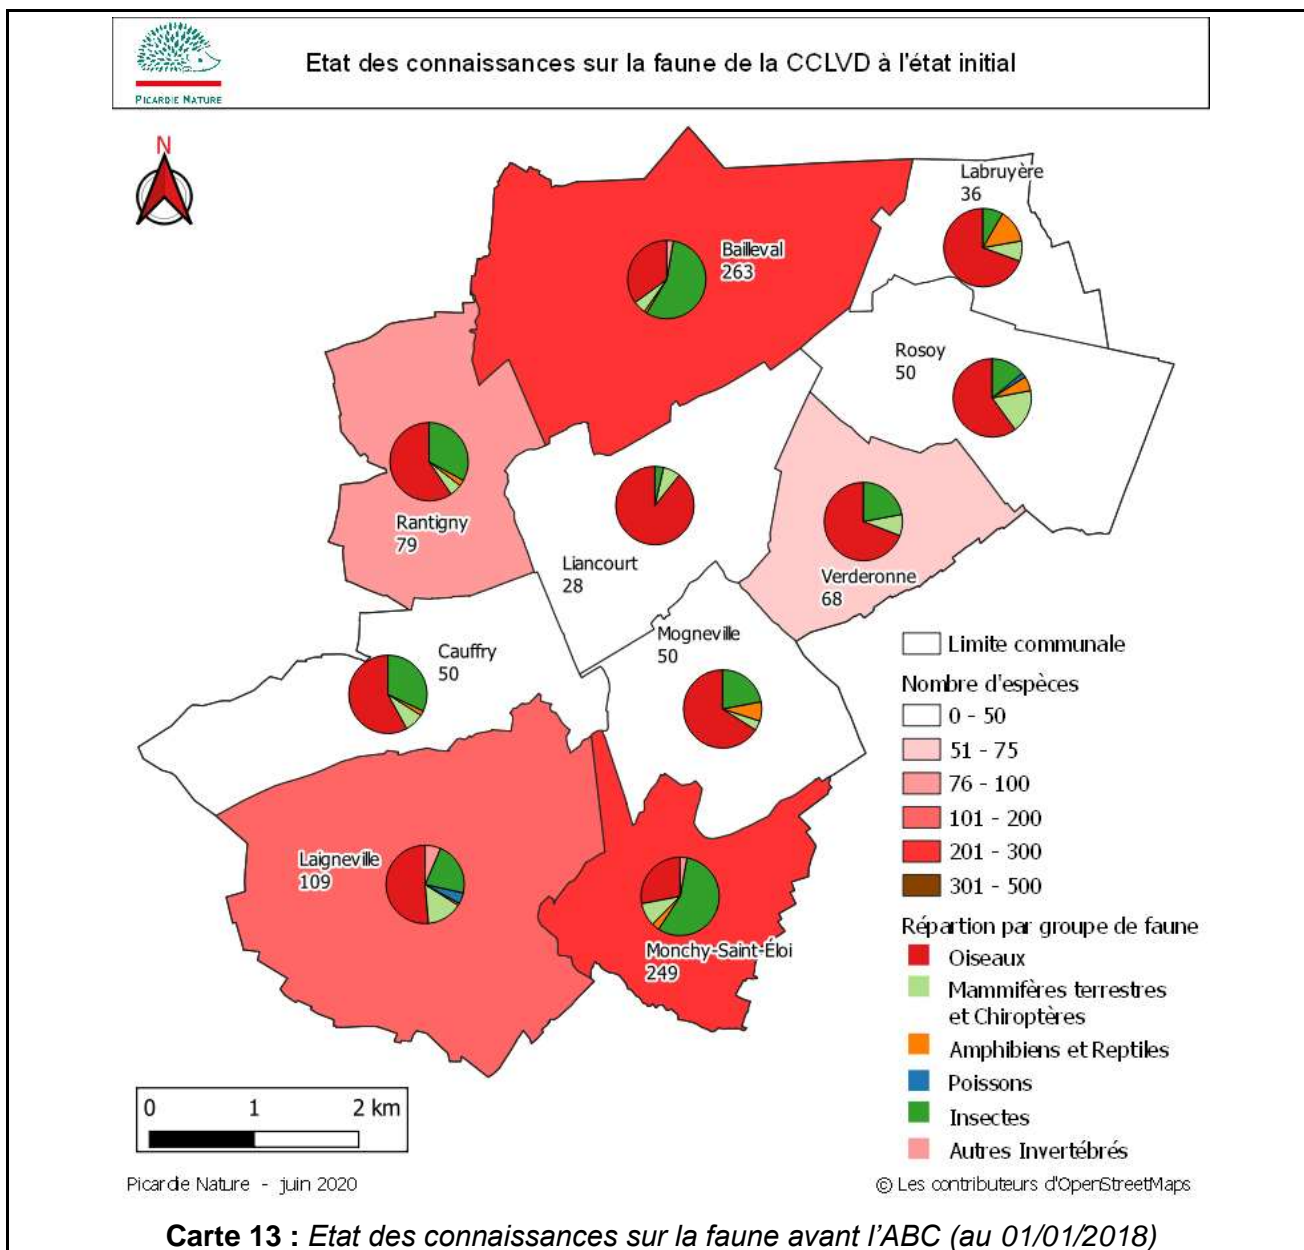 PICARDIE NATURE
Etat des connaissances sur la faune de la CCLVD à l'état initial
N
Labruyère
36
Bailleval
263
Rosoy
50
Rantigny
79
Liancourt
28
Verderonne
68
Mogneville
50
Cauffry
50
Laigneville
109
Monchy-Saint-Éloi
249
Limite communale
Nombre d'espèces
0 - 50
51 - 75
76 - 100
101 - 200
201 - 300
301 - 500
Répartion par groupe de faune
Oiseaux
Mammifères terrestres
et Chiroptères
Amphibiens et Reptiles
Poissons
Insectes
Autres Invertébrés
0 1 2 km
Picardie Nature - juin 2020
© Les contributeurs d'OpenStreetMaps
Carte 13 : Etat des connaissances sur la faune avant l'ABC (au 01/01/2018)